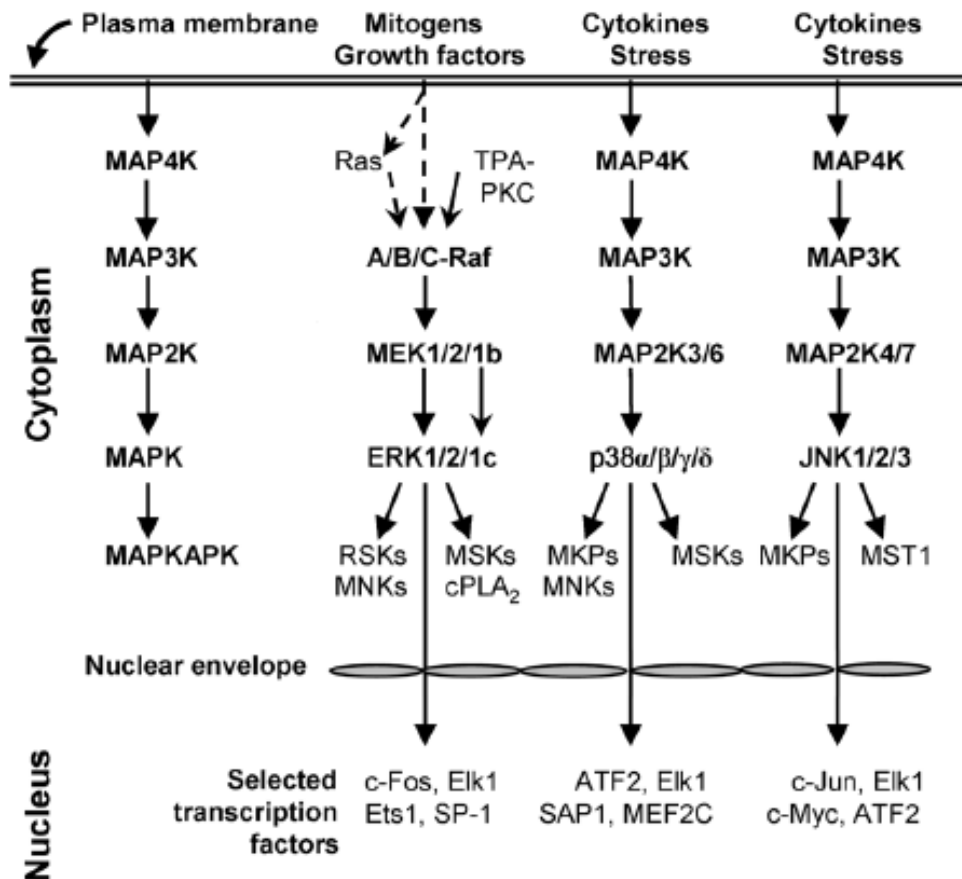 Plasma membrane
Mitogens
Growth factors
Cytokines
Stress
Cytokines
Stress
Cytoplasm
MAP4K
Ras
TPA-
PKC
MAP4K
MAP4K
MAP3K
A/B/C-Raf
MAP3K
MAP3K
MAP2K
MEK1/2/1b
MAP2K3/6
MAP2K4/7
MAPK
ERK1/2/1c
p38α/β/γ/δ
JNK1/2/3
MAPKAPK
RSKs
MNKs
MSKs
cPLA₂
MKPs
MNKs
MSKs
MKPs
MST1
Nuclear envelope
Nucleus
Selected
transcription
factors
c-Fos, Elk1
Ets1, SP-1
ATF2, Elk1
SAP1, MEF2C
c-Jun, Elk1
c-Myc, ATF2